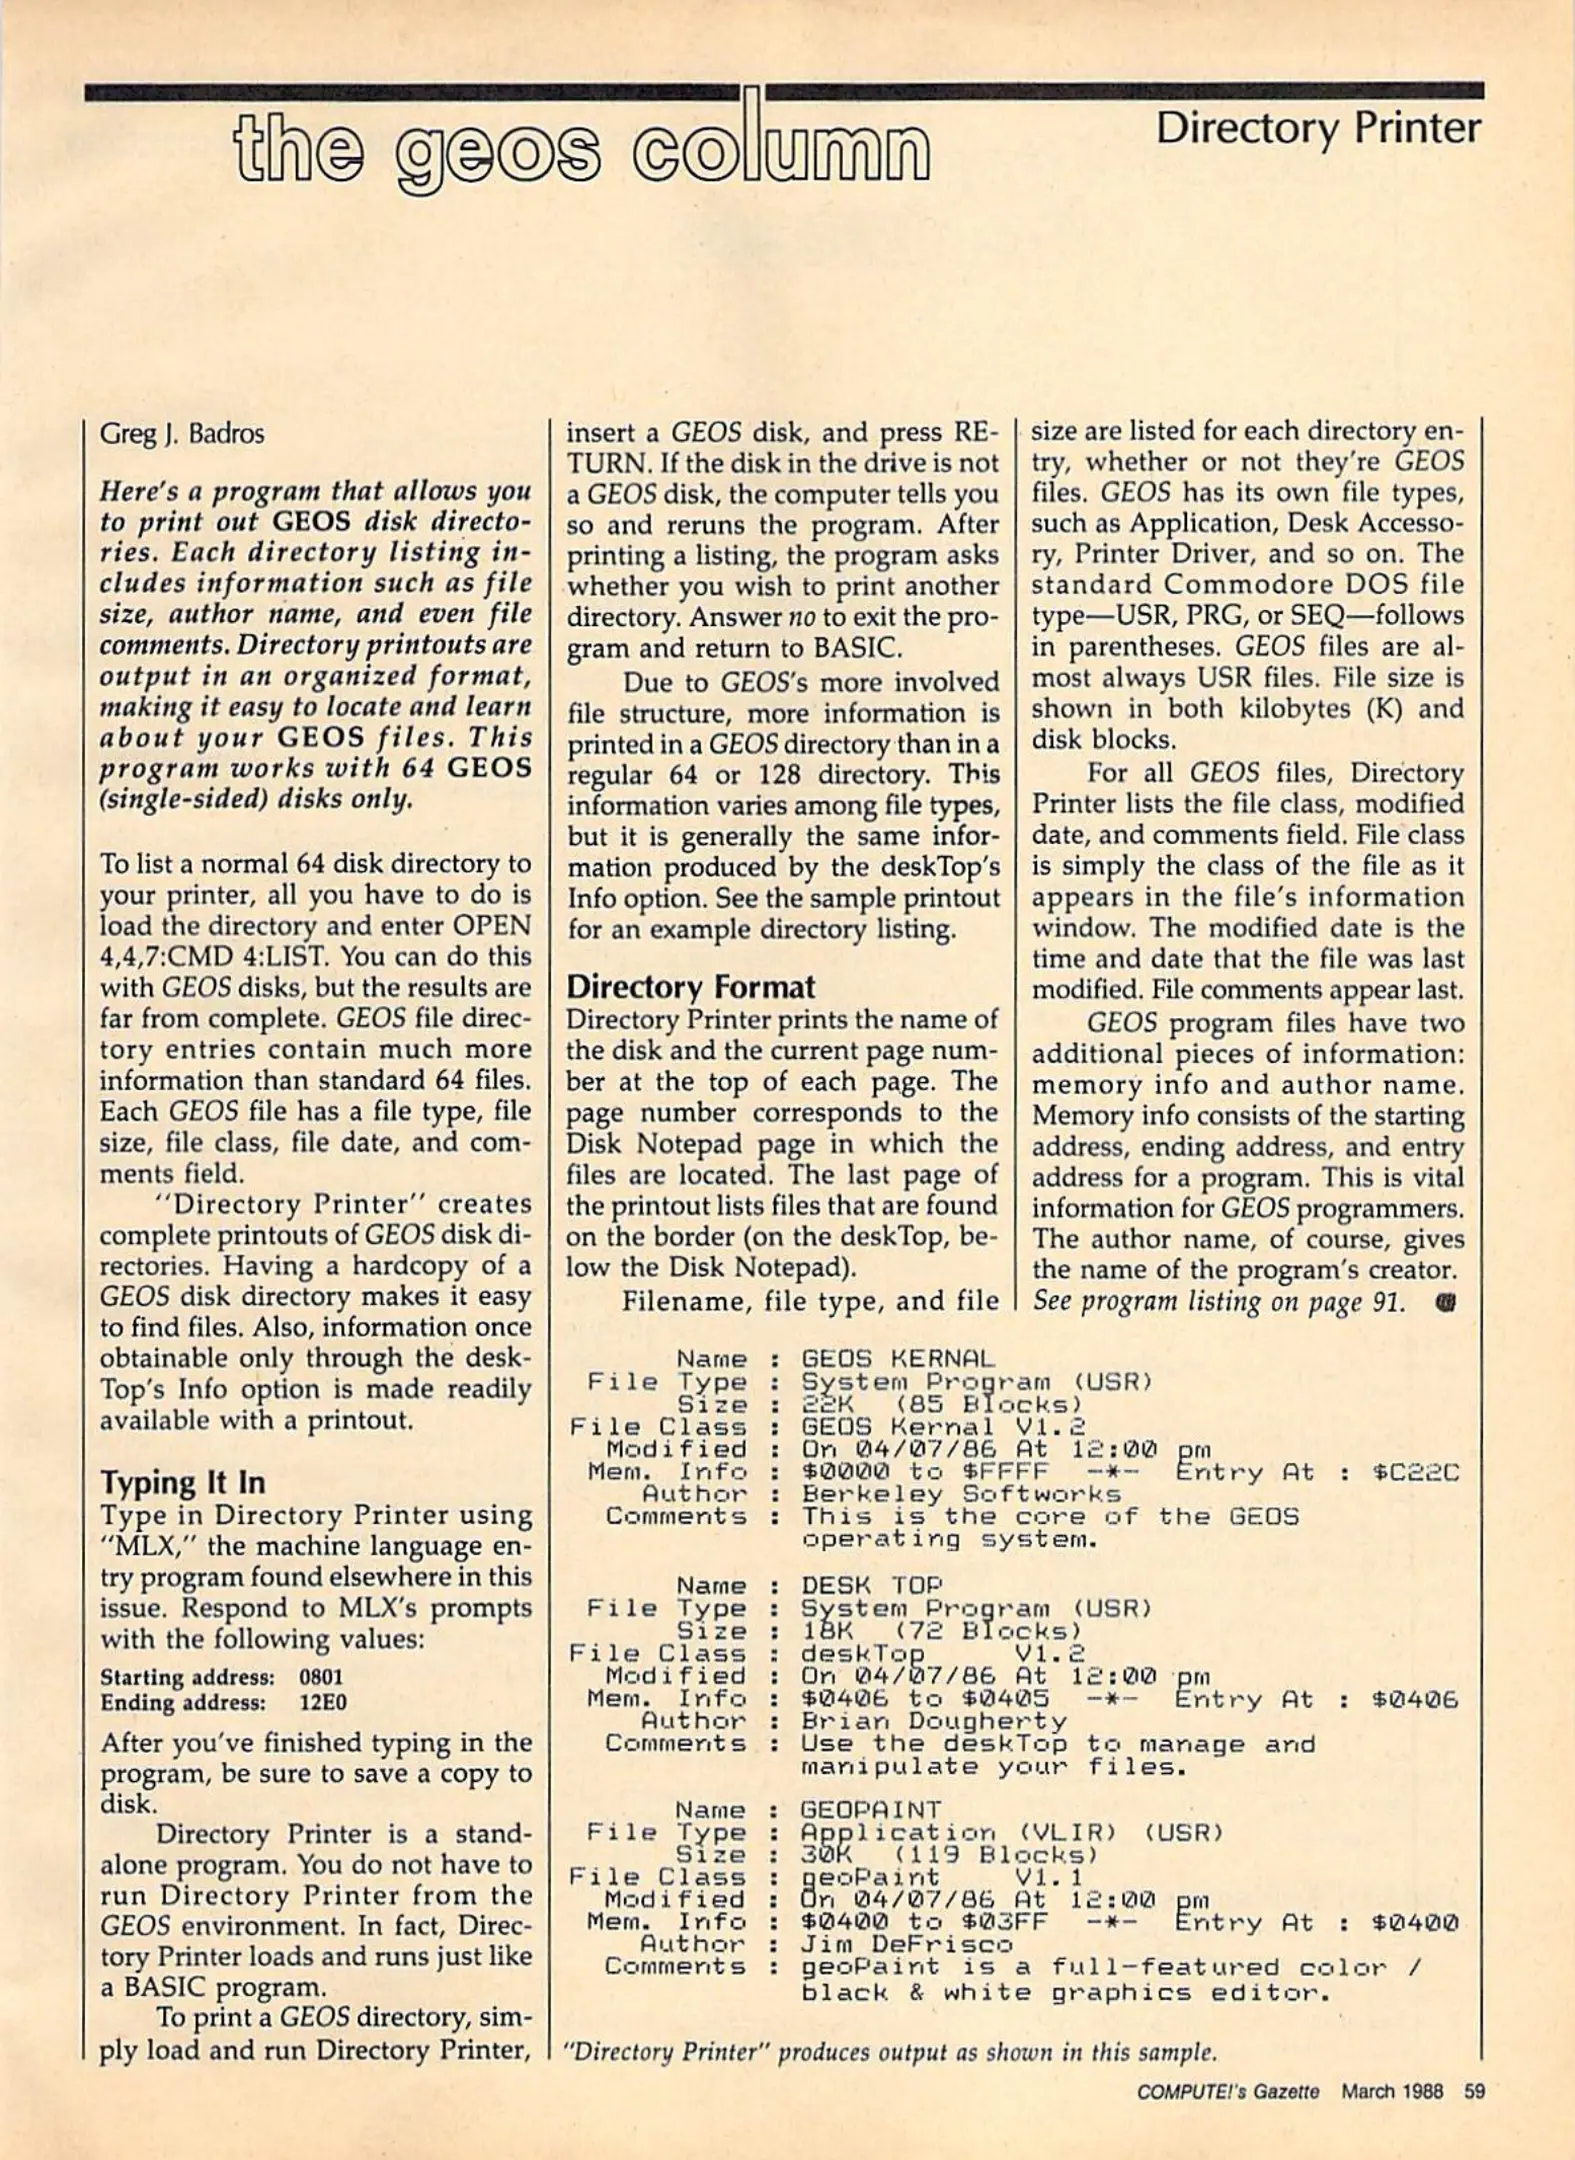 the geos column
Directory Printer
Greg J. Badros
Here's a program that allows you
to print out GEOS disk directo-
ries. Each directory listing in-
cludes information such as file
size, author name, and even file
comments. Directory printouts are
output in an organized format,
making it easy to locate and learn
about your GEOS files. This
program works with 64 GEOS
(single-sided) disks only.
To list a normal 64 disk directory to
your printer, all you have to do is
load the directory and enter OPEN
4,4,7:CMD 4:LIST. You can do this
with GEOS disks, but the results are
far from complete. GEOS file direc-
tory entries contain much more
information than standard 64 files.
Each GEOS file has a file type, file
size, file class, file date, and com-
ments field.
"Directory Printer" creates
complete printouts of GEOS disk di-
rectories. Having a hardcopy of a
GEOS disk directory makes it easy
to find files. Also, information once
obtainable only through the desk-
Top's Info option is made readily
available with a printout.
Typing It In
Type in Directory Printer using
"MLX," the machine language en-
try program found elsewhere in this
issue. Respond to MLX's prompts
with the following values:
Starting address: 0801
Ending address: 12E0
After you've finished typing in the
program, be sure to save a copy to
disk.
Directory Printer is a stand-
alone program. You do not have to
run Directory Printer from the
GEOS environment. In fact, Direc-
tory Printer loads and runs just like
a BASIC program.
To print a GEOS directory, sim-
ply load and run Directory Printer,
insert a GEOS disk, and press RE-
TURN. If the disk in the drive is not
a GEOS disk, the computer tells you
so and reruns the program. After
printing a listing, the program asks
whether you wish to print another
directory. Answer no to exit the pro-
gram and return to BASIC.
Due to GEOS's more involved
file structure, more information is
printed in a GEOS directory than in a
regular 64 or 128 directory. This
information varies among file types,
but it is generally the same infor-
mation produced by the deskTop's
Info option. See the sample printout
for an example directory listing.
Directory Format
Directory Printer prints the name of
the disk and the current page num-
ber at the top of each page. The
page number corresponds to the
Disk Notepad page in which the
files are located. The last page of
the printout lists files that are found
on the border (on the deskTop, be-
low the Disk Notepad).
Filename, file type, and file
size are listed for each directory en-
try, whether or not they're GEOS
files. GEOS has its own file types,
such as Application, Desk Accesso-
ry, Printer Driver, and so on. The
standard Commodore DOS file
type—USR, PRG, or SEQ—follows
in parentheses. GEOS files are al-
most always USR files. File size is
shown in both kilobytes (K) and
disk blocks.
For all GEOS files, Directory
Printer lists the file class, modified
date, and comments field. File class
is simply the class of the file as it
appears in the file's information
window. The modified date is the
time and date that the file was last
modified. File comments appear last.
GEOS program files have two
additional pieces of information:
memory info and author name.
Memory info consists of the starting
address, ending address, and entry
address for a program. This is vital
information for GEOS programmers.
The author name, of course, gives
the name of the program's creator.
See program listing on page 91.
Name : GEOS KERNAL
File Type : System Program (USR)
Size : 22K (85 Blocks)
File Class : GEOS Kernal V1.2
Modified : On 04/07/86 At 12:00 pm
Mem. Info : $0000 to $FFFF -*- Entry At : $C22C
Author : Berkeley Softworks
Comments : This is the core of the GEOS
operating system.
Name : DESK TOP
File Type : System Program (USR)
Size : 18K (72 Blocks)
File Class : deskTop V1.2
Modified : On 04/07/86 At 12:00 pm
Mem. Info : $0406 to $0405 -*- Entry At : $0406
Author : Brian Dougherty
Comments : Use the deskTop to manage and
manipulate your files.
Name : GEOPAINT
File Type : Application (VLIR) (USR)
Size : 30K (119 Blocks)
File Class : geoPaint V1.1
Modified : On 04/07/86 At 12:00 pm
Mem. Info : $0400 to $03FF -*- Entry At : $0400
Author : Jim DeFrisco
Comments : geoPaint is a full-featured color /
black & white graphics editor.
"Directory Printer" produces output as shown in this sample.
COMPUTE!'s Gazette March 1988 59